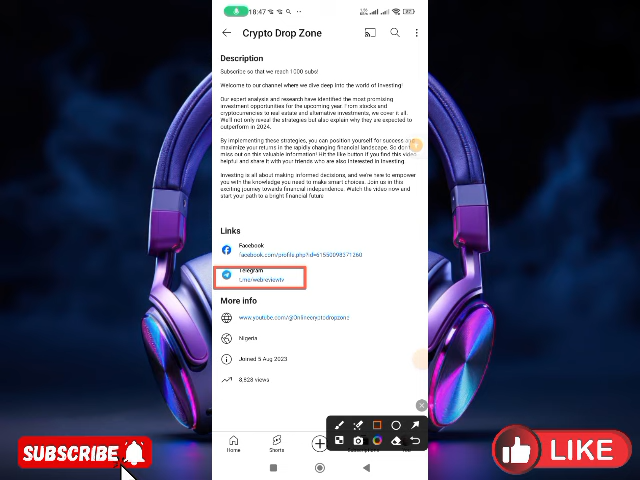 18:47
Crypto Drop Zone
Description
Subscribe so that we reach 1000 subs!
Welcome to our channel where we dive deep into the world of Investing!
Our expert analysis and research have identified the most promising
investment opportunities for the upcoming year. From stocks and
cryptocurrencies to real estate and alternative investments, we cover it all.
We'll not only reveal the strategies but also explain why they are expected to
outperform in 2024.
By implementing these strategies, you can position yourself for success and
maximize your returns in the rapidly changing financial landscape. So don't
miss out on this valuable information! Hit the like button if you find this video
helpful and share it with your friends who are also interested in Investing
Investing is all about making informed decisions, and we're here to empower
you with the knowledge you need to make smart choices. Join us in this
exciting journey towards financial independence. Watch the video now and
start your path to a bright financial future
Links
Facebook
facebook.com/profile.php?id=61550098371260
Telegram
t.me/webreviewtv
More info
www.youtube.com/@Onlinecryptodropzone
Nigeria
Joined 5 Aug 2023
3,823 views
Home
Shorts
SUBSCRIBE
LIKE